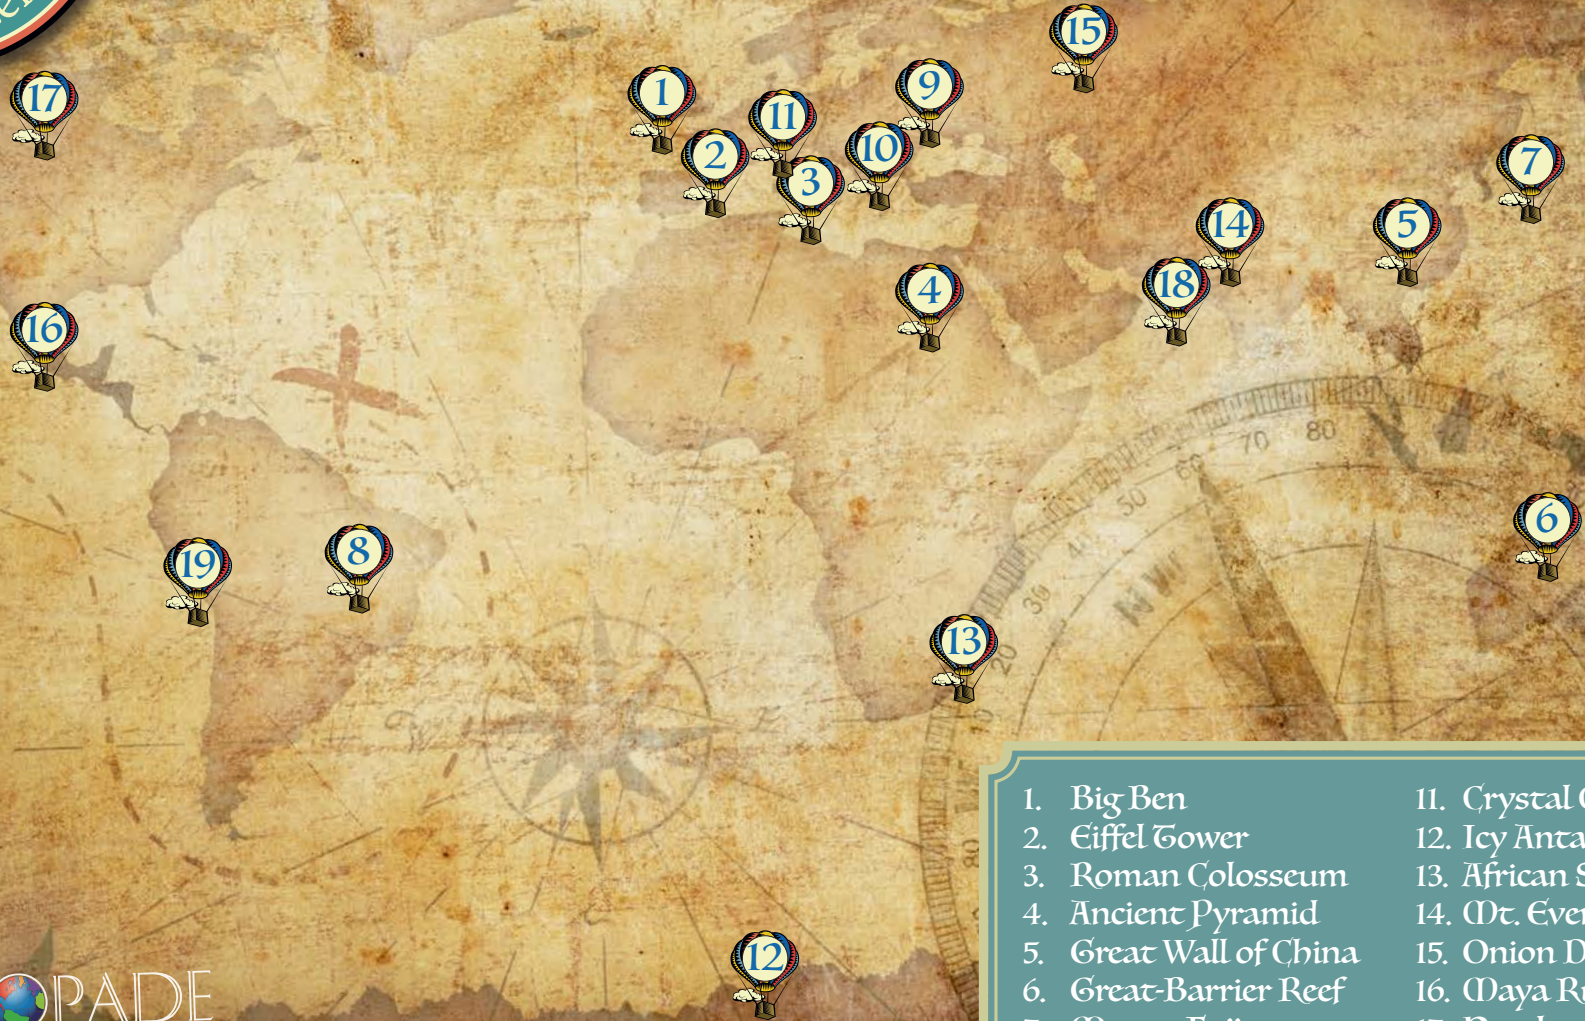 15
17
1
9
11
10
2
7
3
14
5
18
4
16
70
80
60
50
6
8
19
NW
30
13
20
1. Big Ben
2. Eiffel Tower
3. Roman Colosseum
4. Ancient Pyramid
5. Great Wall of China
6. Great-Barrier Reef
11. Crystal
12. Icy
13. African
14. Mt.
15. Onion
16. Maya
12
OPADE